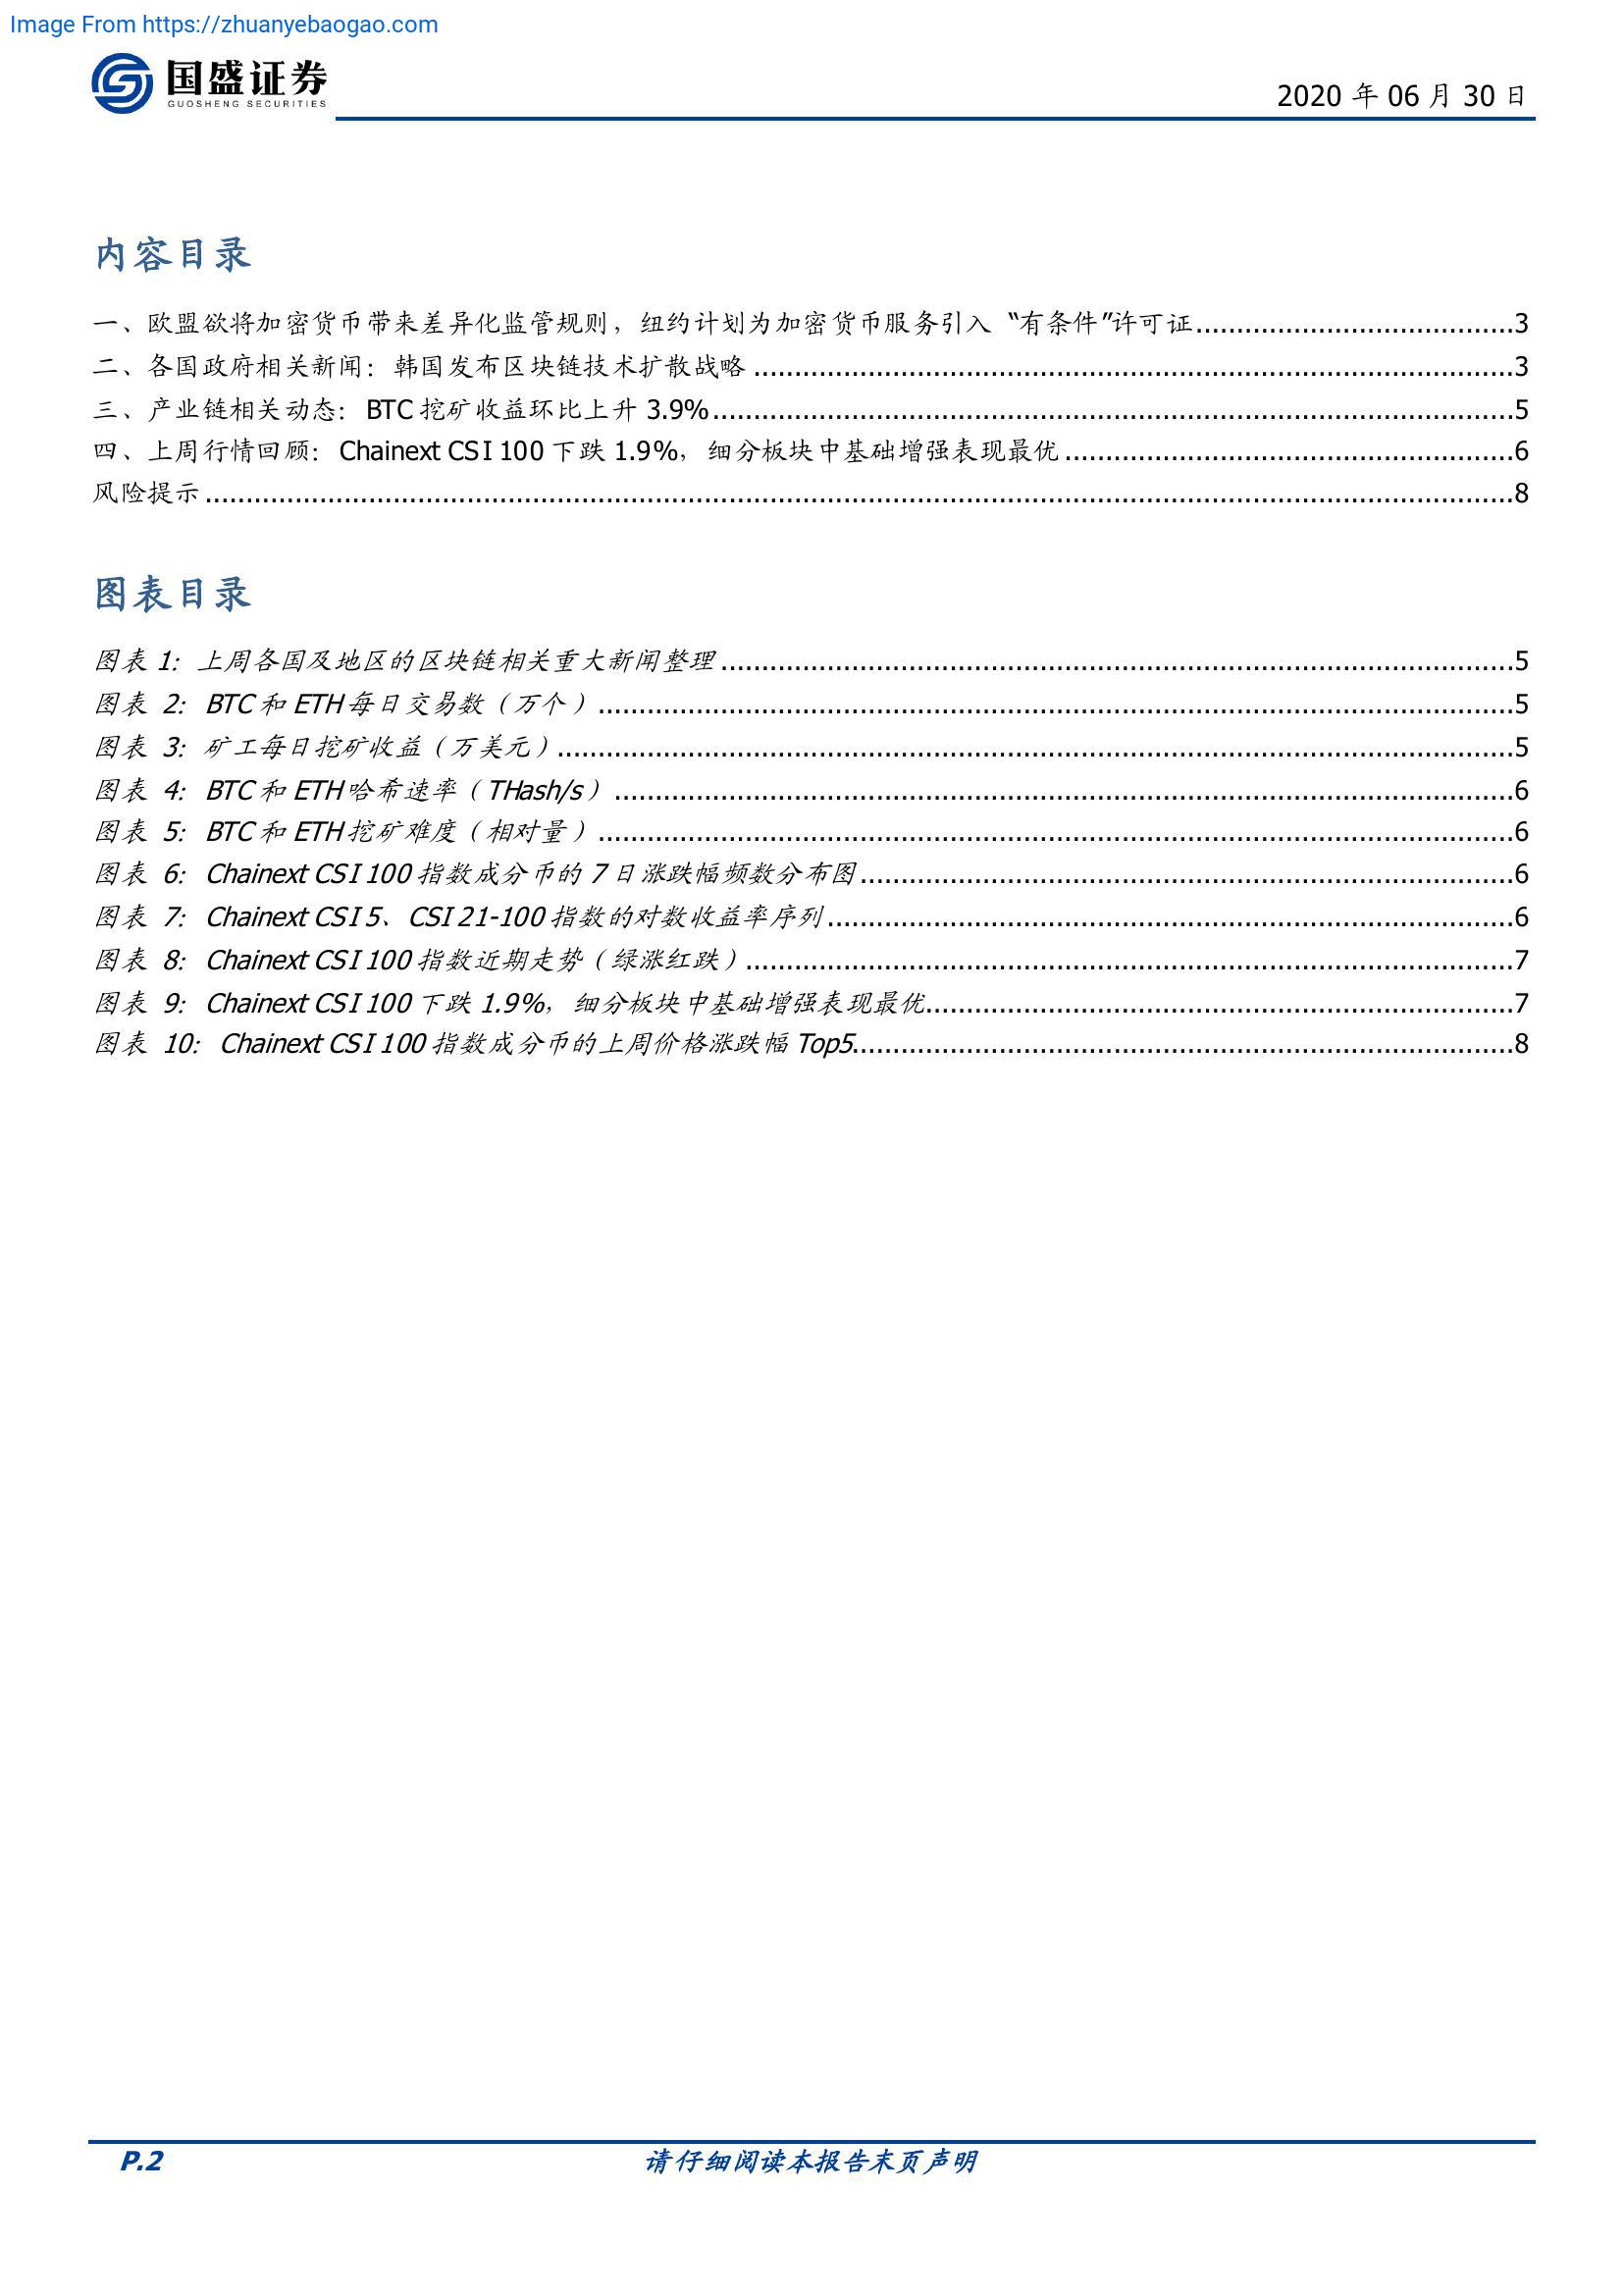 Image From https://zhuanyebaogao.com
国盛证券
GUOSHENG SECURITIES
2020 年 06 月 30 日
内容目录
一、欧盟欲将加密货币带来差异化监管规则，纽约计划为加密货币服务引入“有条件”许可证.......................................3
二、各国政府相关新闻：韩国发布区块链技术扩散战略..............................................................................................3
三、产业链相关动态：BTC 挖矿收益环比上升 3.9%...................................................................................................5
四、上周行情回顾：Chainext CSI 100 下跌 1.9%，细分板块中基础增强表现最优.......................................................6
风险提示..................................................................................................................................................................8
图表目录
图表 1：上周各国及地区的区块链相关重大新闻整理..................................................................................................5
图表 2：BTC 和 ETH 每日交易数（万个）.................................................................................................................5
图表 3：矿工每日挖矿收益（万美元）......................................................................................................................5
图表 4：BTC 和 ETH 哈希速率（THash/s）...............................................................................................................6
图表 5：BTC 和 ETH 挖矿难度（相对量）.................................................................................................................6
图表 6：Chainext CSI 100 指数成分币的 7 日涨跌幅频数分布图................................................................................6
图表 7：Chainext CSI 5、CSI 21-100 指数的对数收益率序列....................................................................................6
图表 8：Chainext CSI 100 指数近期走势（绿涨红跌）...............................................................................................7
图表 9：Chainext CSI 100 下跌 1.9%，细分板块中基础增强表现最优........................................................................7
图表 10：Chainext CSI 100 指数成分币的上周价格涨跌幅 Top5.................................................................................8
P.2
请仔细阅读本报告末页声明